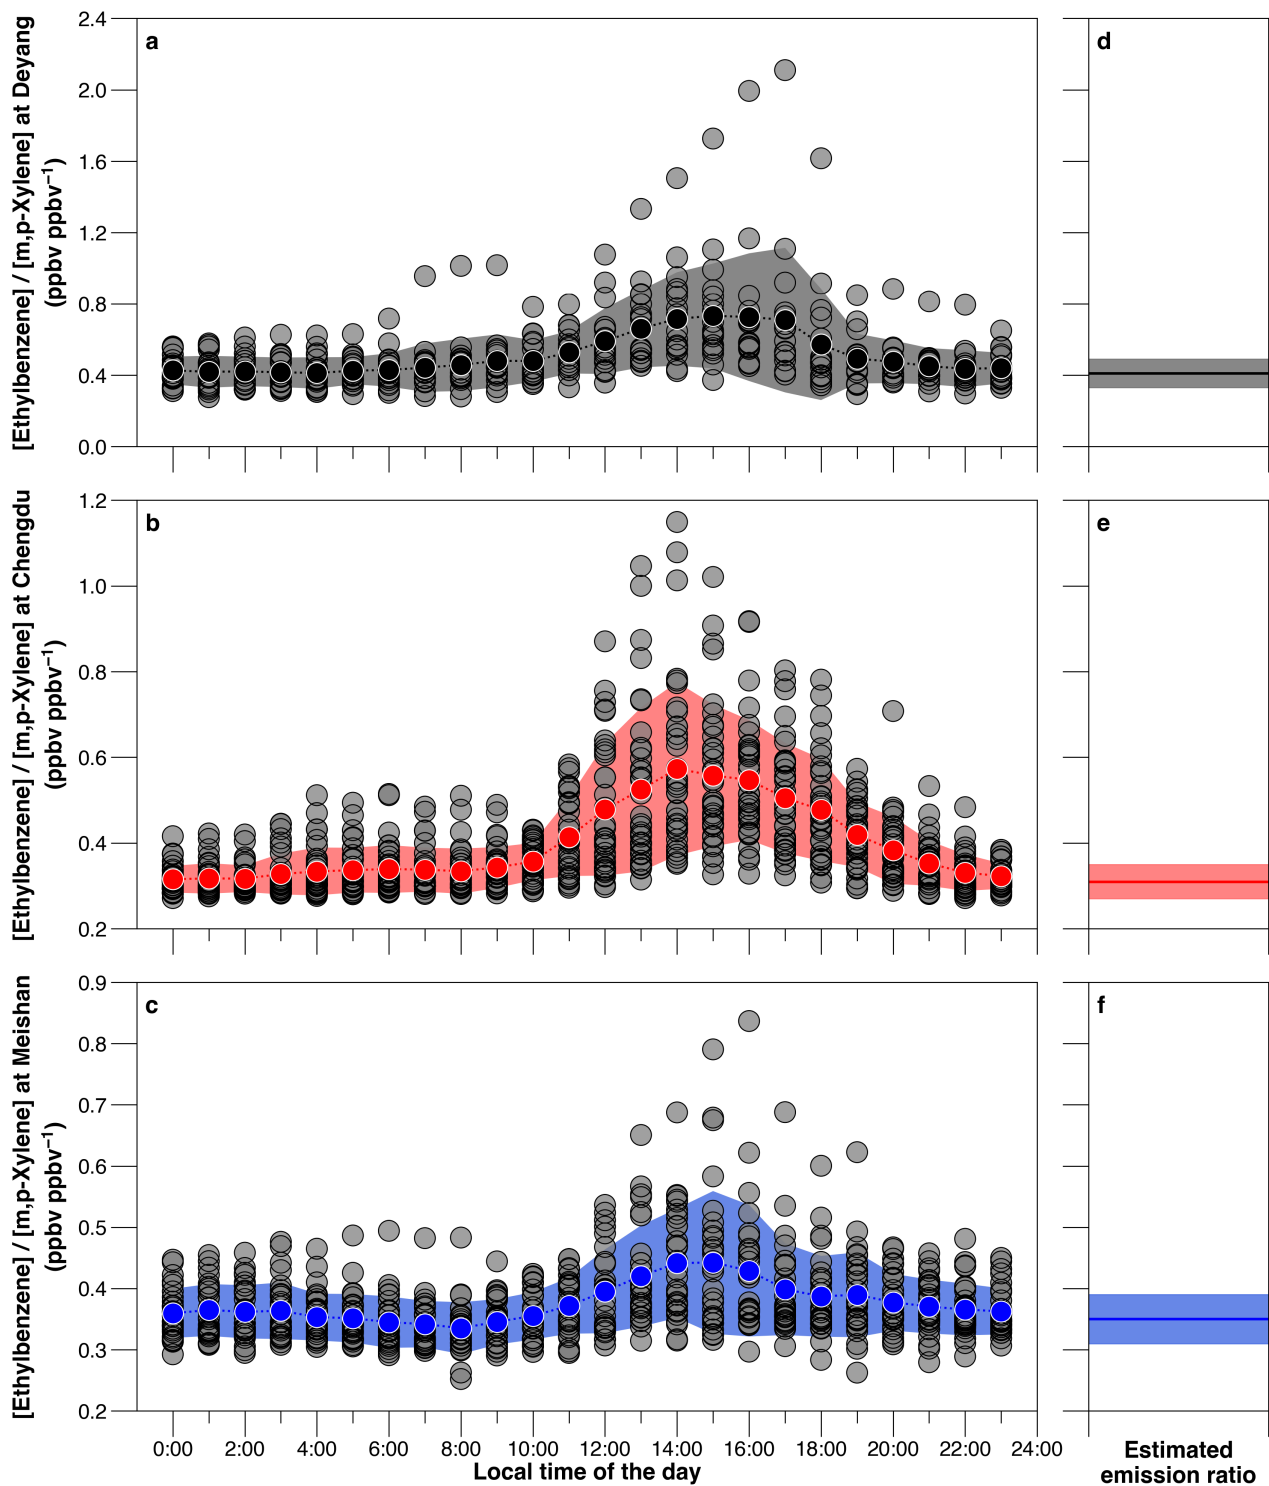 [Ethylbenzene] / [m,p-Xylene] at Deyang
(ppbv ppbv⁻¹)
2.4
2.0
1.6
1.2
0.8
0.4
0.0
a
d
[Ethylbenzene] / [m,p-Xylene] at Chengdu
(ppbv ppbv⁻¹)
1.2
1.0
0.8
0.6
0.4
0.2
b
e
[Ethylbenzene] / [m,p-Xylene] at Meishan
(ppbv ppbv⁻¹)
0.9
0.8
0.7
0.6
0.5
0.4
0.3
0.2
c
f
0:00 2:00 4:00 6:00 8:00 10:00 12:00 14:00 16:00 18:00 20:00 22:00 24:00
Local time of the day
Estimated
emission ratio